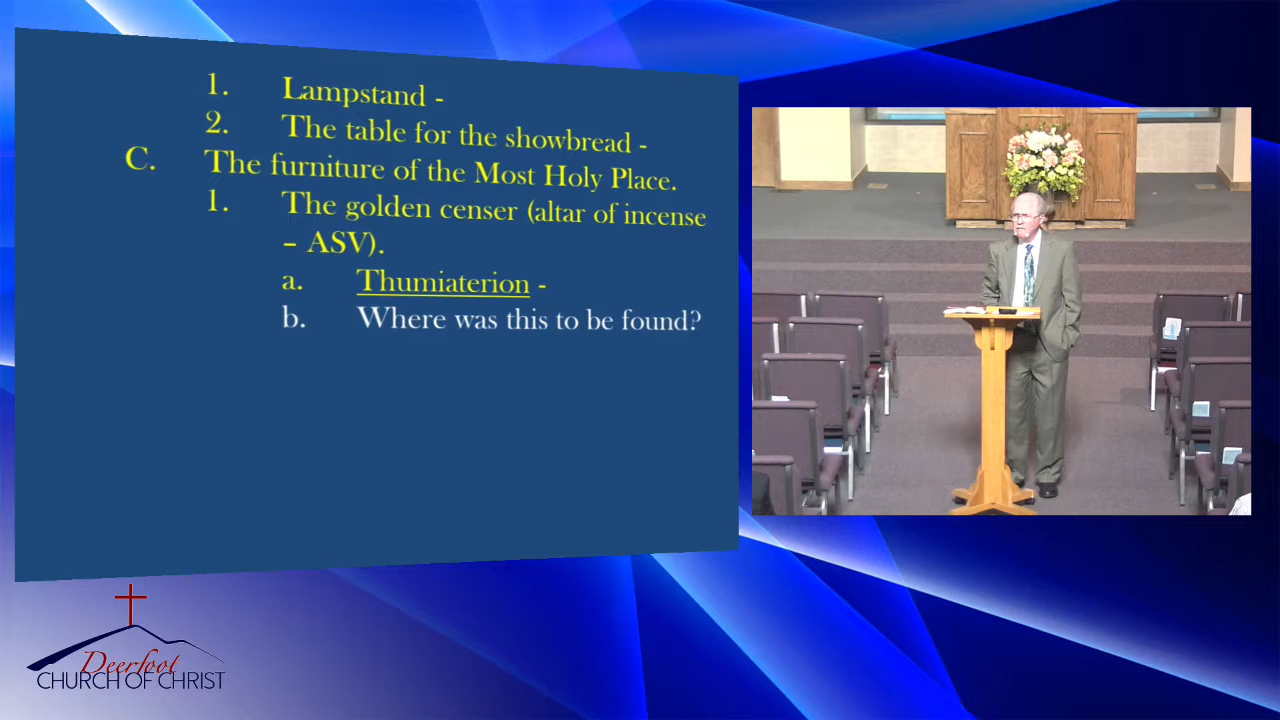 1. Lampstand -
2. The table for the showbread -
C. The furniture of the Most Holy Place.
1. The golden censer (altar of incense
– ASV).
a. Thumiaterion -
b. Where was this to be found?
Deerfoot
CHURCH OF CHRIST